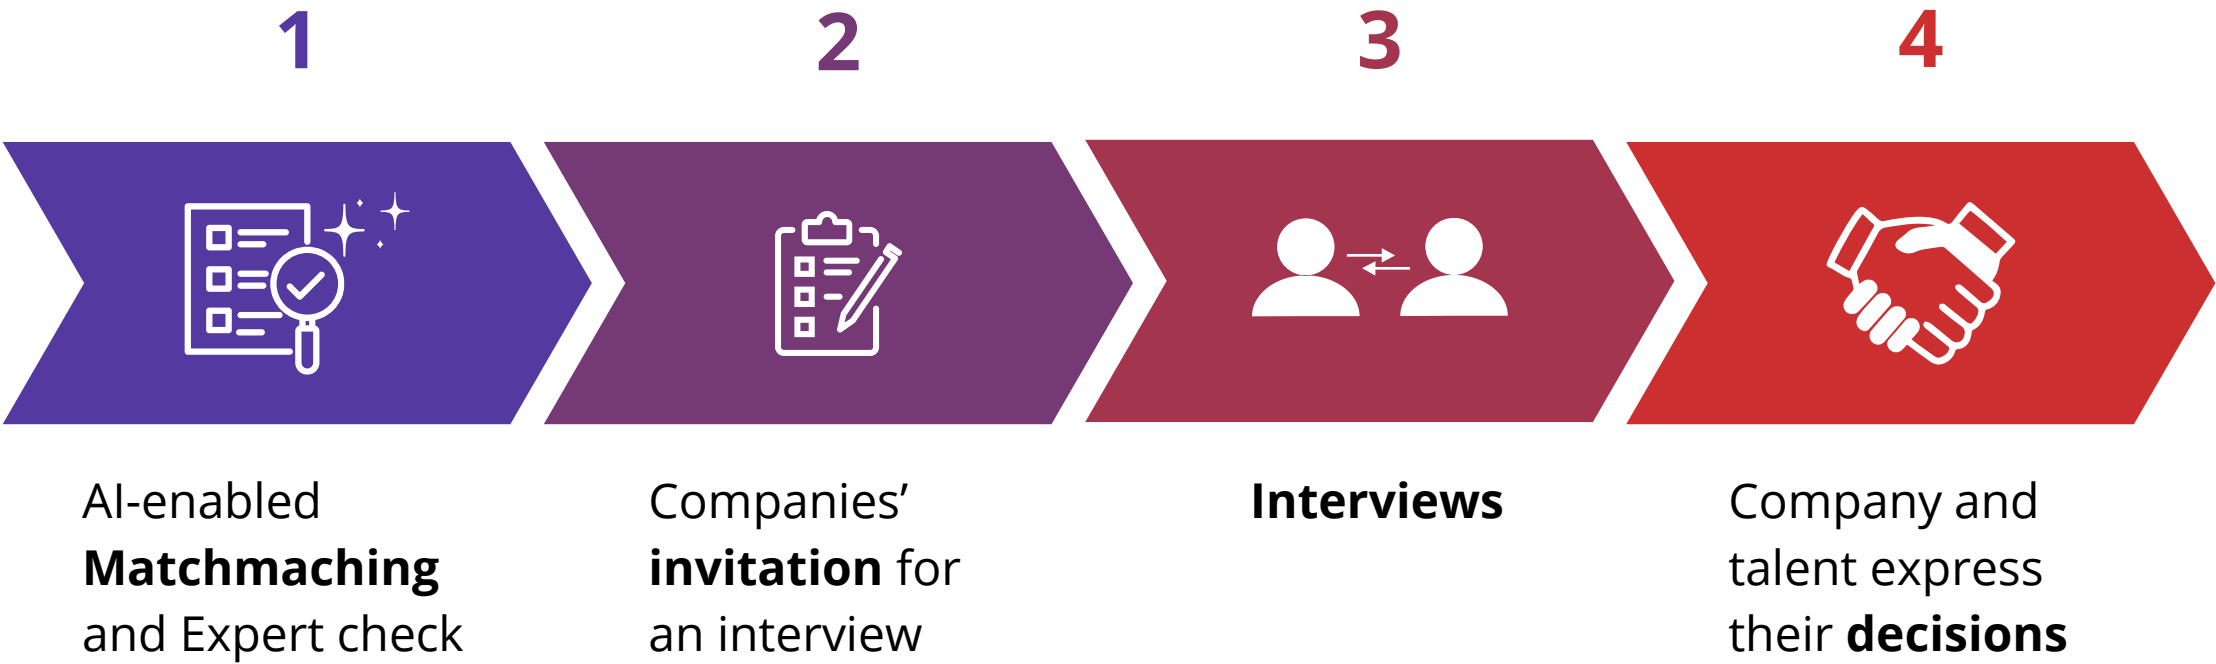 1
2
3
4
AI-enabled
Matchmaching
and Expert check
Companies’
invitation for
an interview
Interviews
Company and
talent express
their decisions